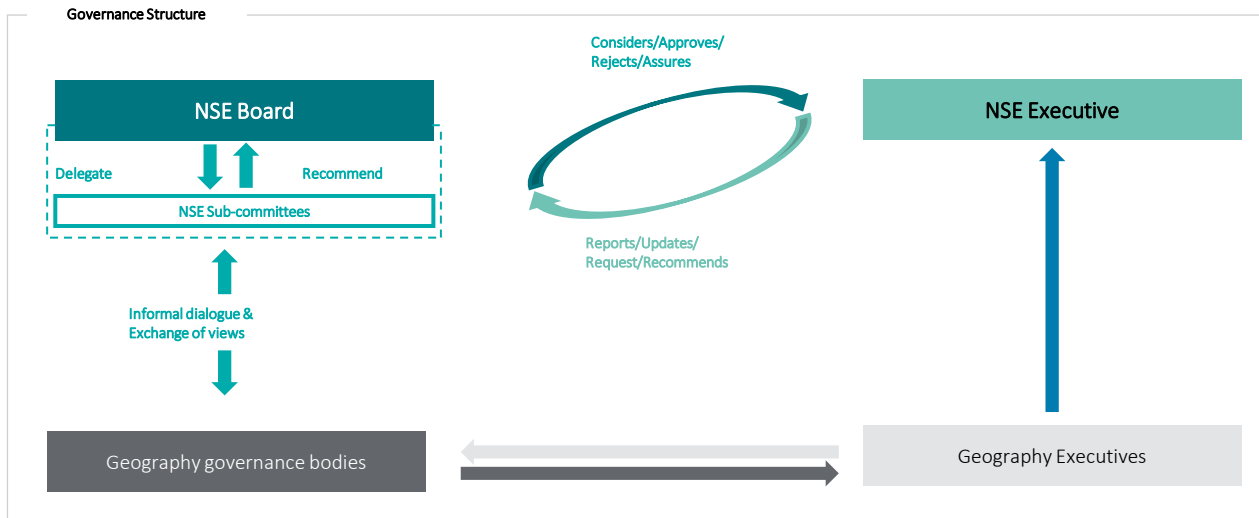 Governance Structure
Considers/Approves/
Rejects/Assures
NSE Board
NSE Executive
Delegate
Recommend
NSE Sub-committees
Reports/Updates/
Request/Recommends
Informal dialogue &
Exchange of views
Geography governance bodies
Geography Executives